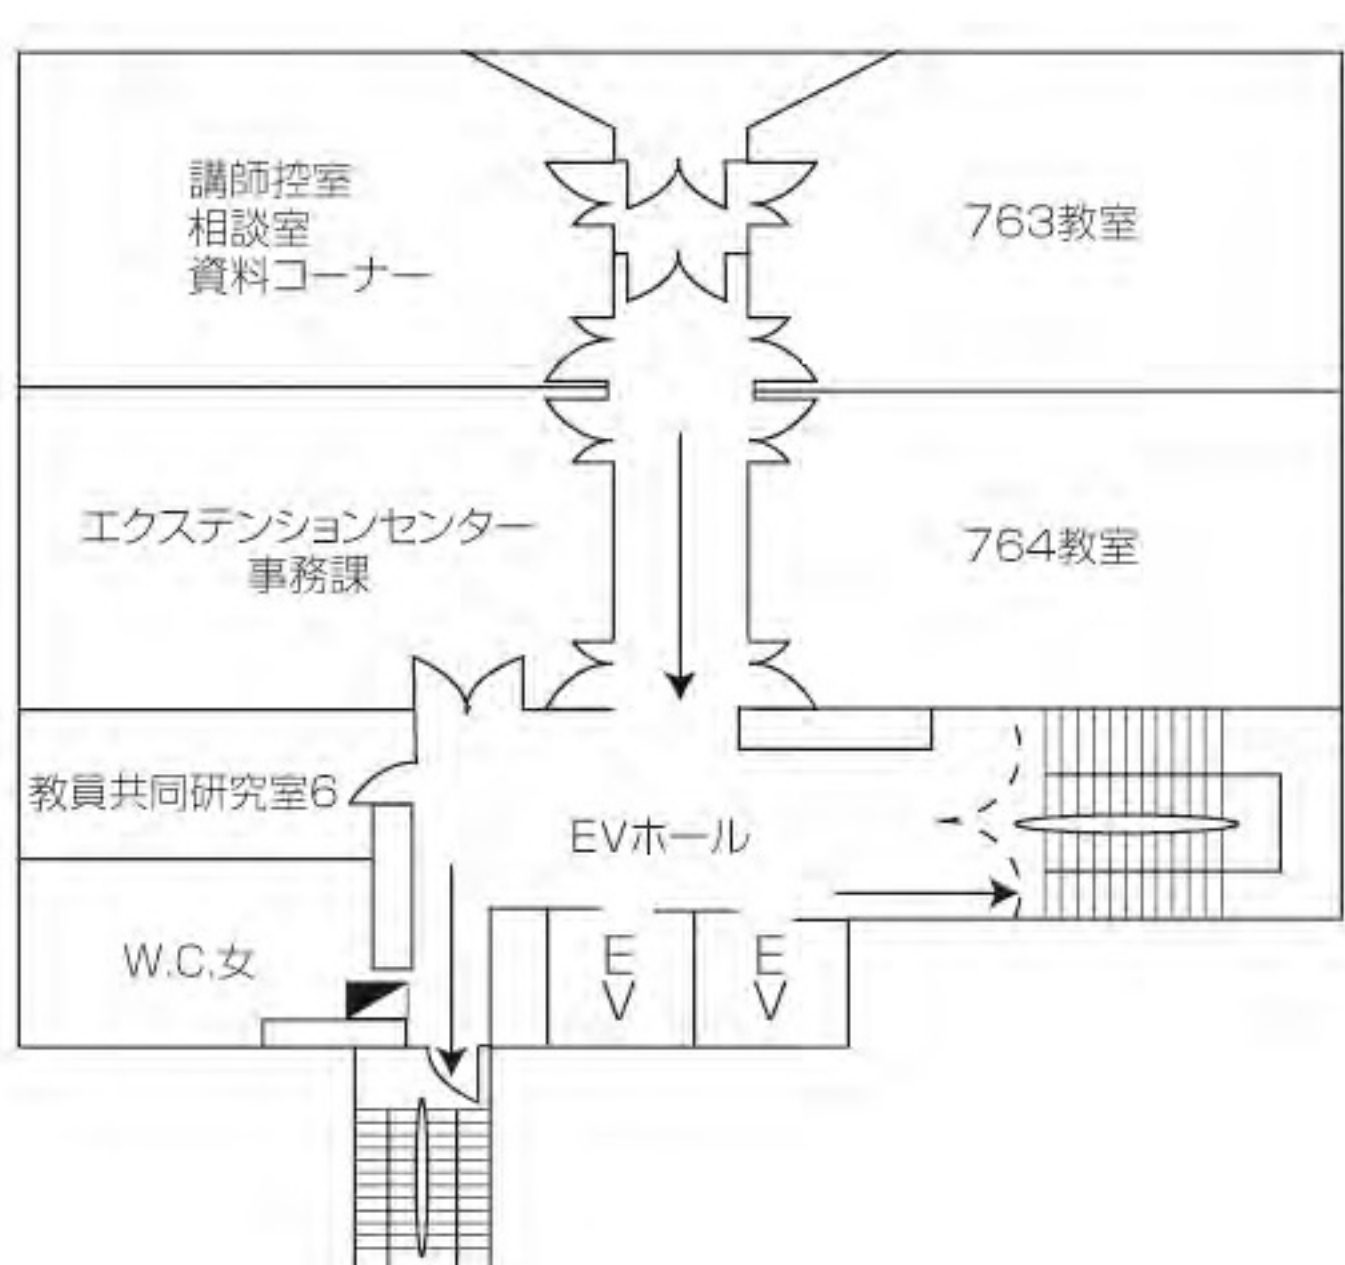 講師控室
相談室
資料コーナー
763教室
エクステンションセンター
事務課
764教室
教員共同研究室6
EVホール
W.C.女
EV
EV